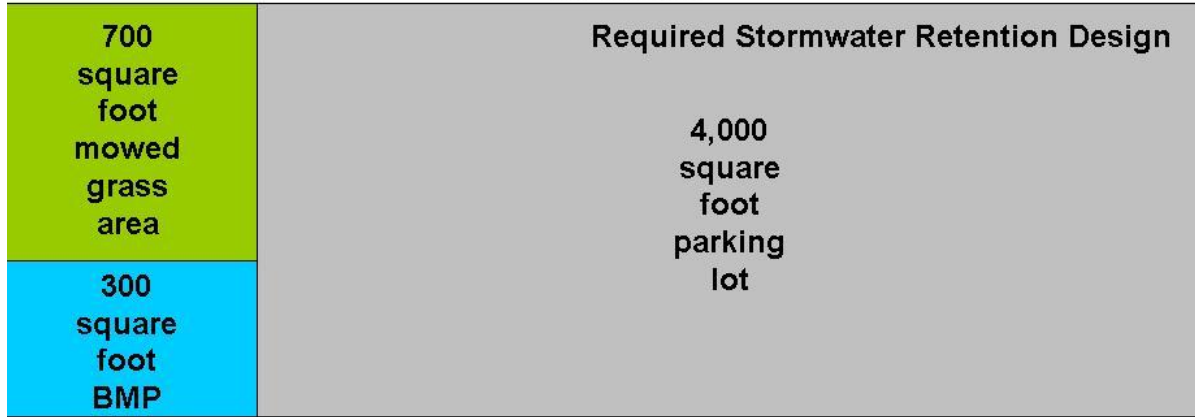 700
square
foot
mowed
grass
area
300
square
foot
BMP
Required Stormwater Retention Design
4,000
square
foot
parking
lot